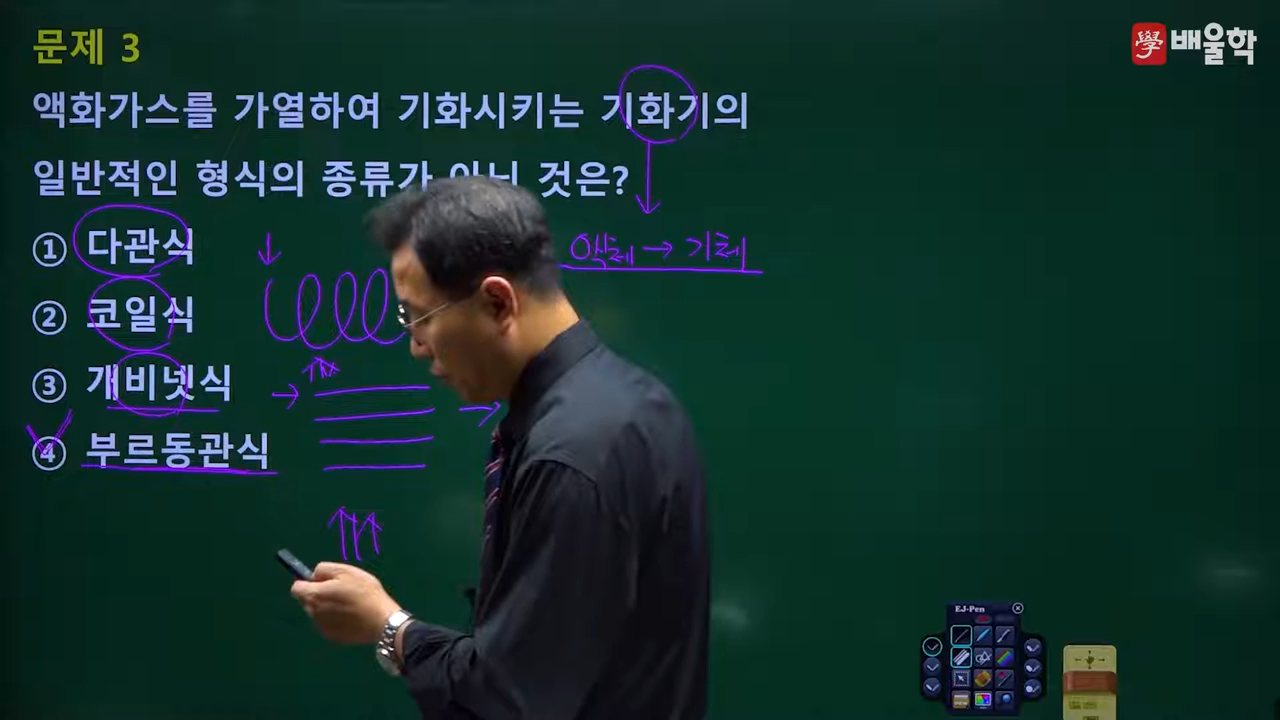 문제 3
學 배울학
액화가스를 가열하여 기화시키는 기화기의
일반적인 형식의 종류가 아닌 것은?
① 다관식
액체 → 기체
② 코일식
③ 개비넷식
④ 부르동관식
EJ-Pen